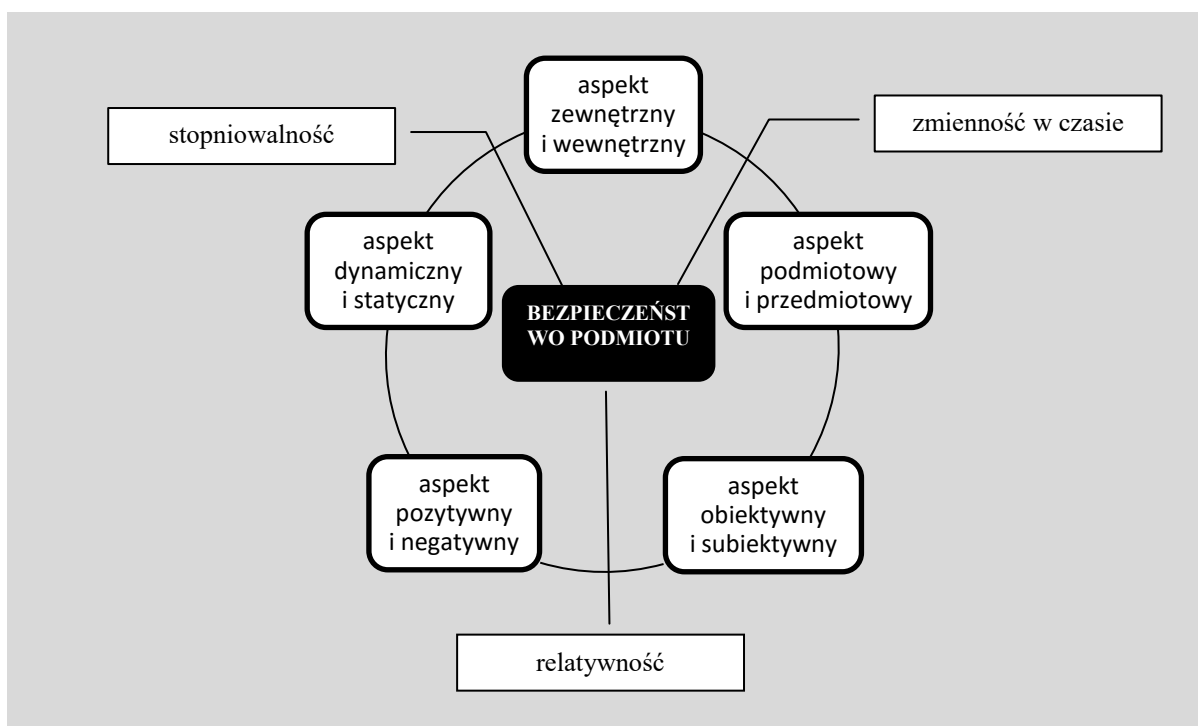 aspekt
zewnętrzny
i wewnętrzny
stopniowalność
zmienność w czasie
aspekt
dynamiczny
i statyczny
aspekt
podmiotowy
i przedmiotowy
BEZPIECZEŃST
WO PODMIOTU
aspekt
pozytywny
i negatywny
aspekt
obiektywny
i subiektywny
relatywność